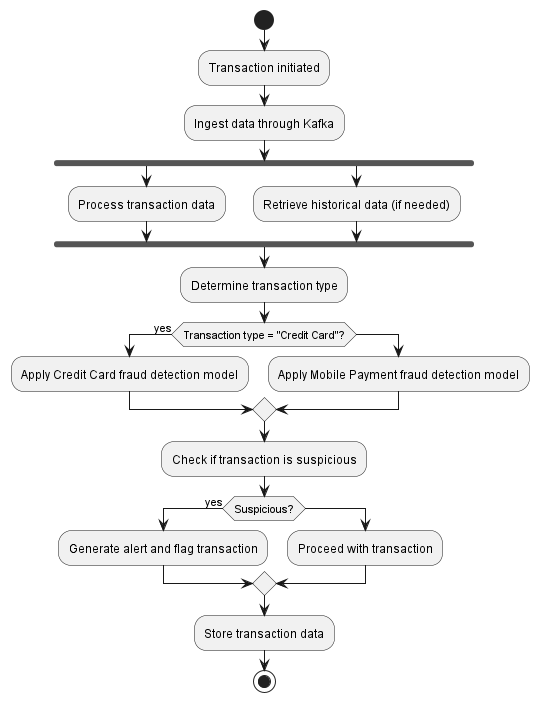 Transaction initiated
Ingest data through Kafka
Process transaction data
Retrieve historical data (if needed)
Determine transaction type
yes
Transaction type = "Credit Card"?
Apply Credit Card fraud detection model
Apply Mobile Payment fraud detection model
Check if transaction is suspicious
yes
Suspicious?
Generate alert and flag transaction
Proceed with transaction
Store transaction data